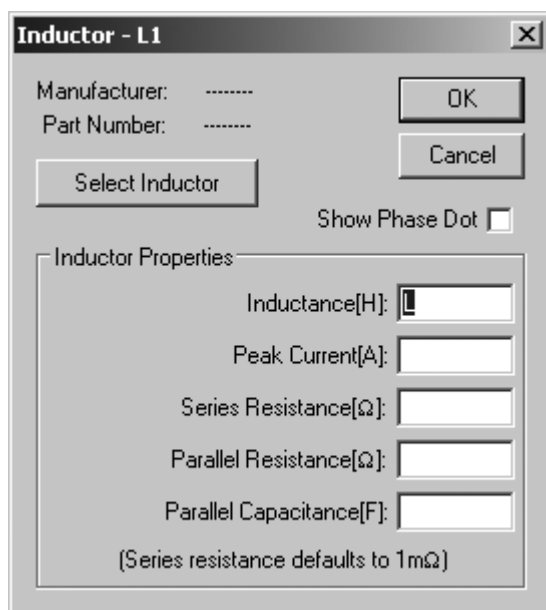 Inductor - L1
Manufacturer: --------
Part Number: --------
OK
Cancel
Select Inductor
Show Phase Dot
Inductor Properties
Inductance[H]: L
Peak Current[A]:
Series Resistance[Ω]:
Parallel Resistance[Ω]:
Parallel Capacitance[F]:
(Series resistance defaults to 1mΩ)